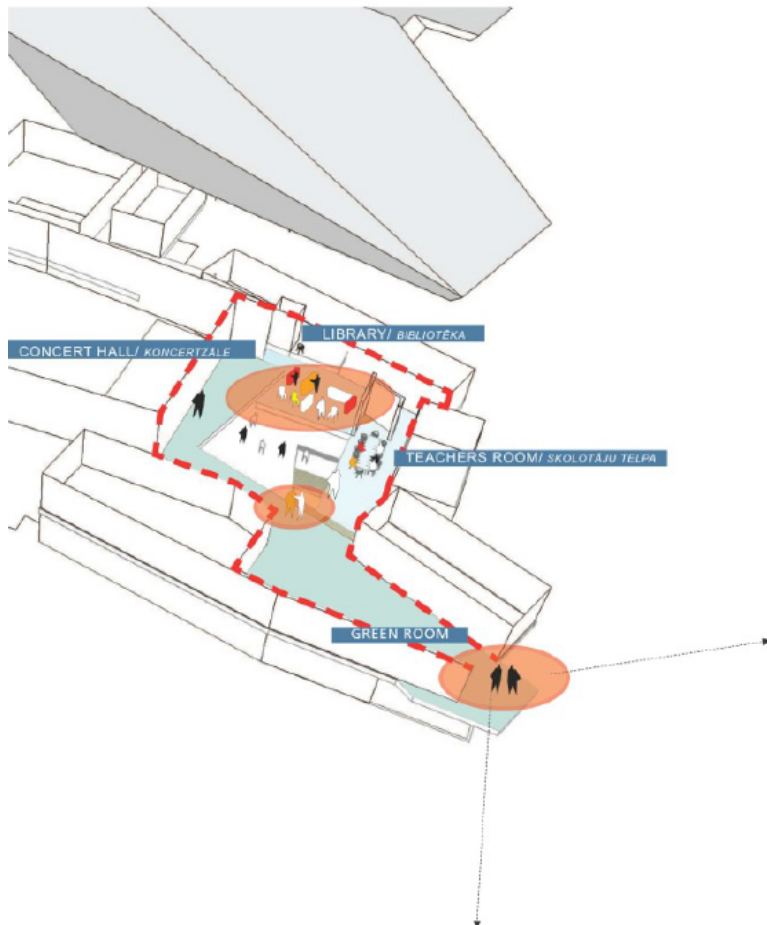 LIBRARY/ BIBLIOTĒKA
CONCERT HALL/ KONCERTZĀLE
TEACHERS ROOM/ SKOLOTĀJU TELPA
GREEN ROOM